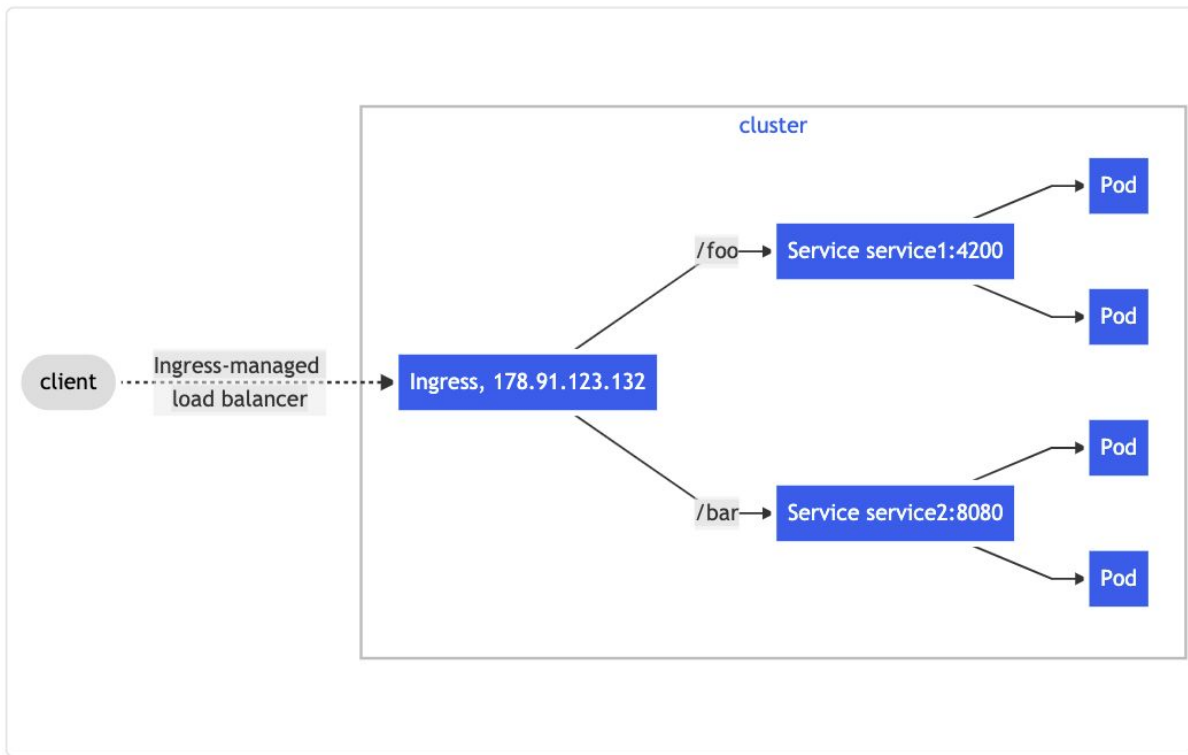 cluster
Pod
/foo
Service service1:4200
Pod
client
Ingress-managed
load balancer
Ingress, 178.91.123.132
Pod
/bar
Service service2:8080
Pod